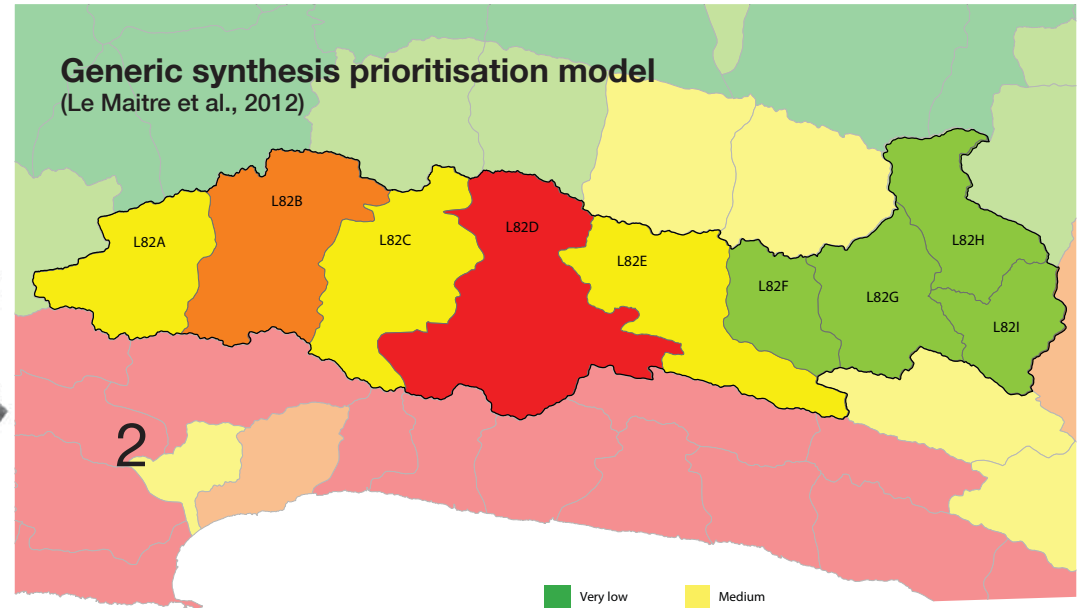 Generic synthesis prioritisation model
(Le Maitre et al., 2012)
L82B
L82A
L82C
L82D
L82E
L82F
L82G
L82H
L82I
2
Very low
Medium